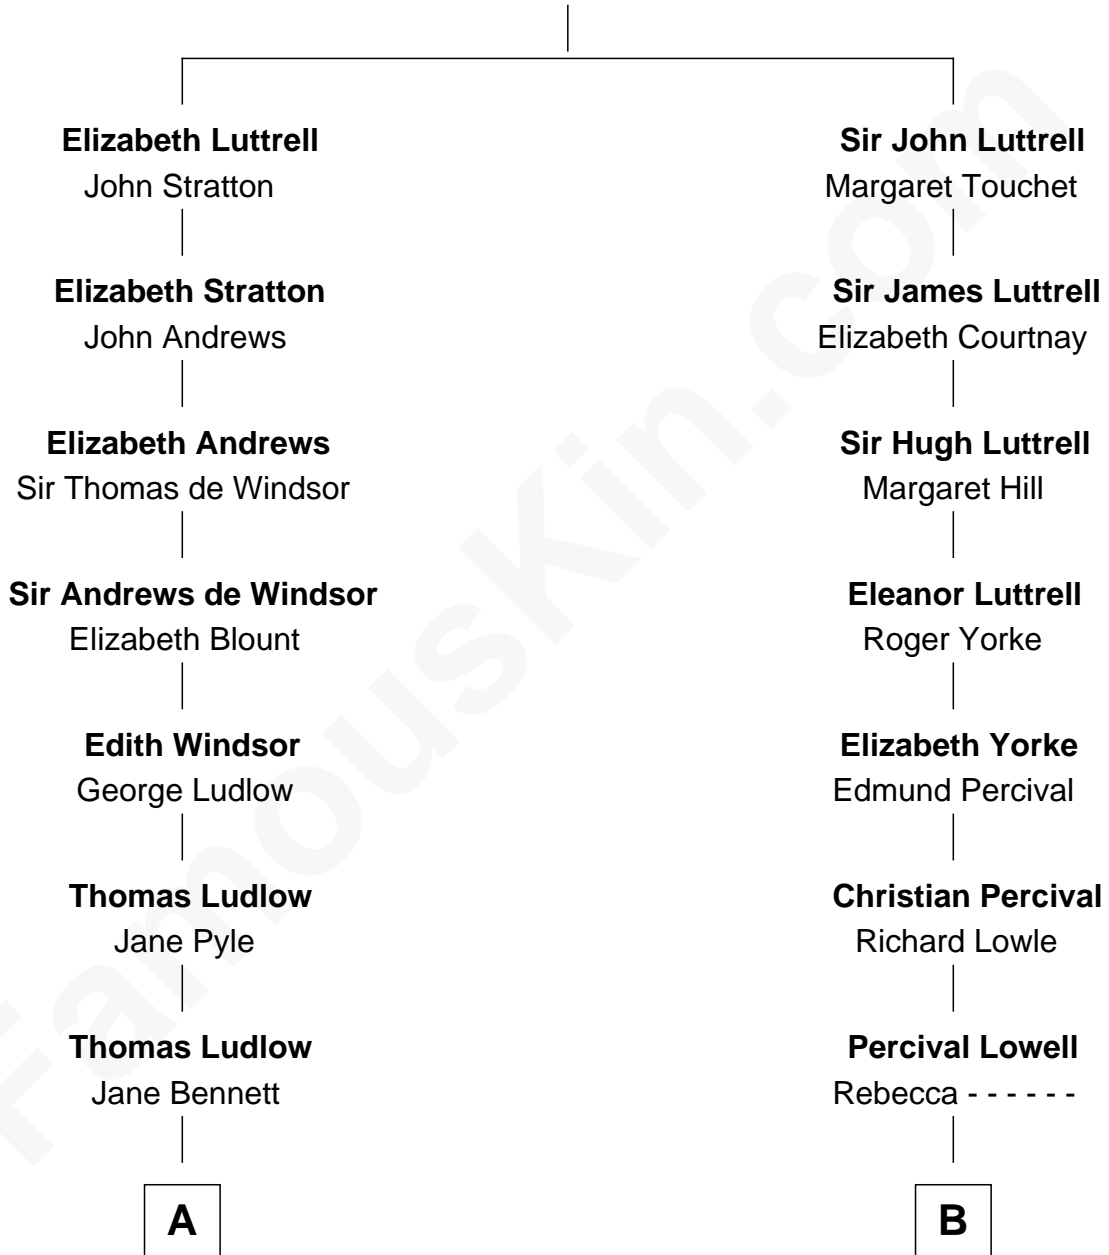 Elizabeth Luttrell
John Stratton
Elizabeth Stratton
John Andrews
Elizabeth Andrews
Sir Thomas de Windsor
Sir Andrews de Windsor
Elizabeth Blount
Edith Windsor
George Ludlow
Thomas Ludlow
Jane Pyle
Thomas Ludlow
Jane Bennett
A
Sir John Luttrell
Margaret Touchet
Sir James Luttrell
Elizabeth Courtnay
Sir Hugh Luttrell
Margaret Hill
Eleanor Luttrell
Roger Yorke
Elizabeth Yorke
Edmund Percival
Christian Percival
Richard Lowle
Percival Lowell
Rebecca - - - - - -
B
FamousKin.com